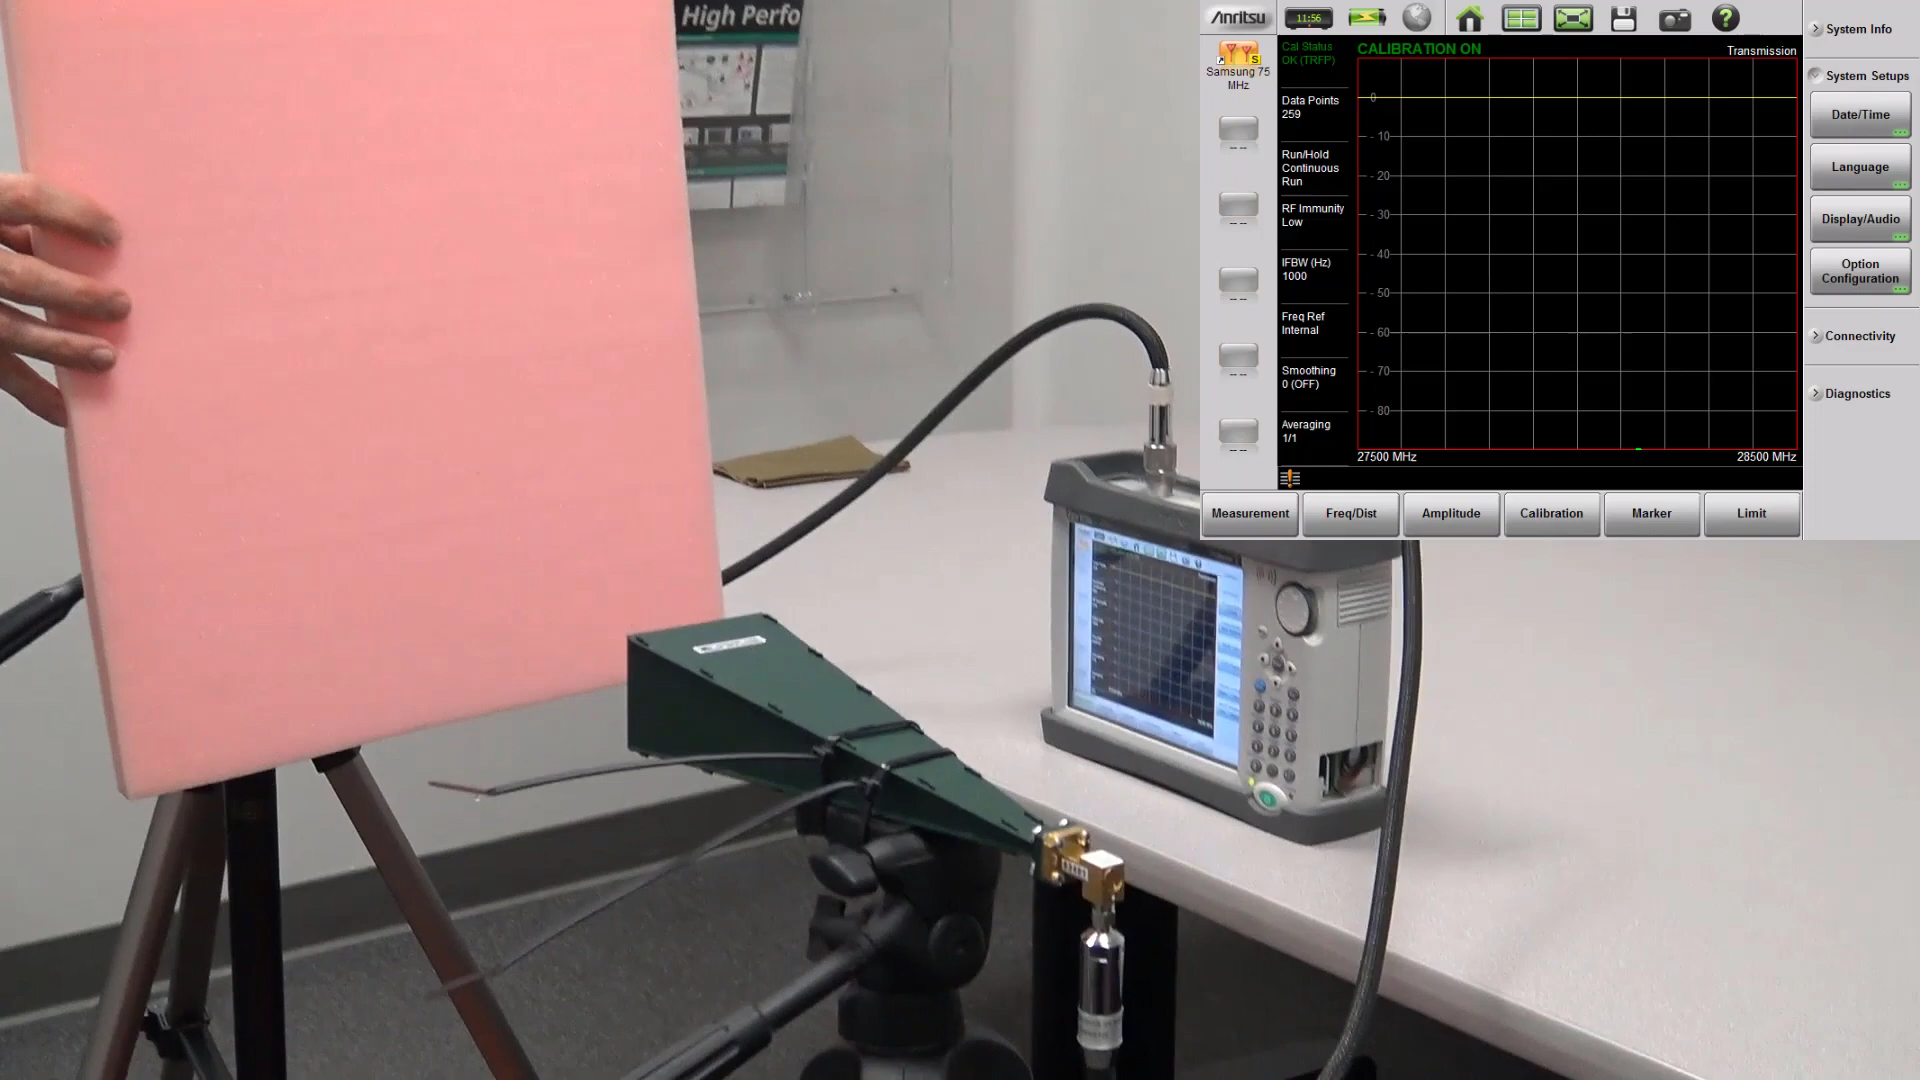 High Perfo
Anritsu
11:56
System Info
Samsung 75
MHz
-- --
-- --
-- --
-- --
-- --
Cal Status
OK (TRFP)
Data Points
259
Run/Hold
Continuous
Run
RF Immunity
Low
IFBW (Hz)
1000
Freq Ref
Internal
Smoothing
0 (OFF)
Averaging
1/1
CALIBRATION ON
Transmission
0
- 10
- 20
- 30
- 40
- 50
- 60
- 70
- 80
27500 MHz
28500 MHz
System Setups
Date/Time
Language
Display/Audio
Option
Configuration
Connectivity
Diagnostics
Measurement
Freq/Dist
Amplitude
Calibration
Marker
Limit